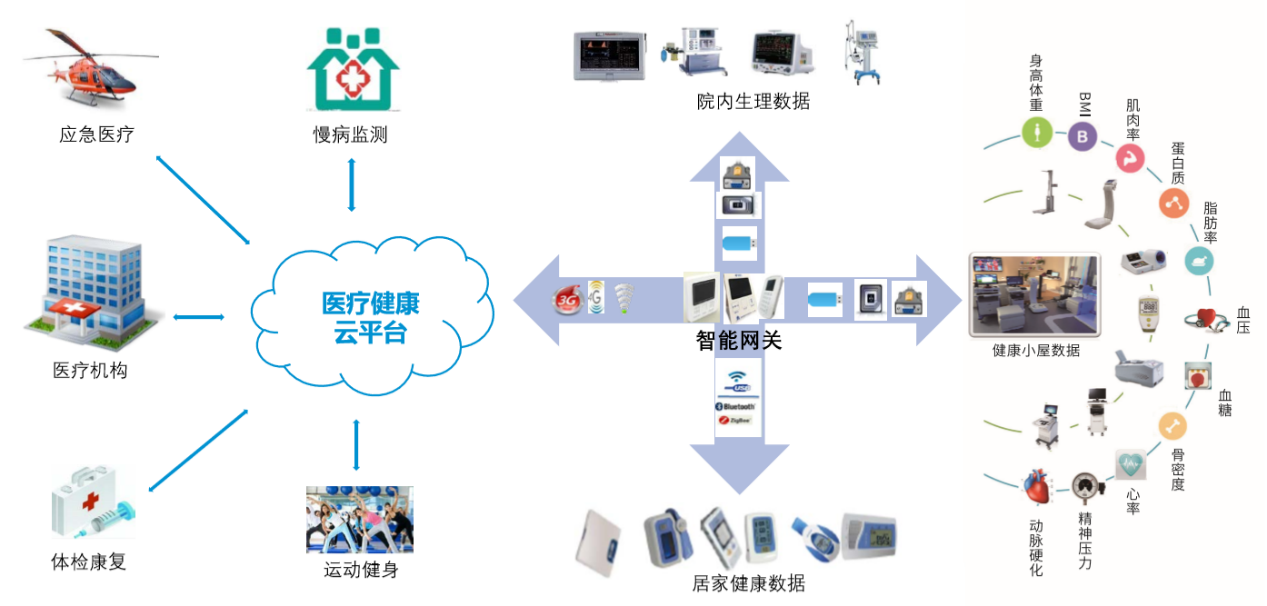 应急医疗
慢病监测
医疗机构
医疗健康
云平台
体检康复
运动健身
院内生理数据
3G
4G
智能网关
USB
Bluetooth
ZigBee
居家健康数据
健康小屋数据
身高体重
BMI
B
肌肉率
蛋白质
脂肪率
血压
血糖
骨密度
心率
精神压力
动脉硬化